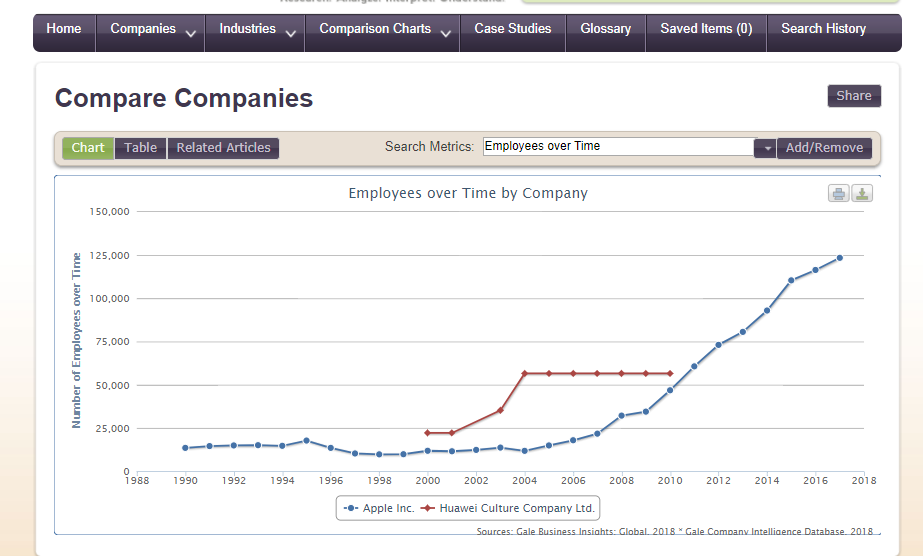 Research. Analyze. Interpret. Understand.
Home Companies Industries Comparison Charts Case Studies Glossary Saved Items (0) Search History
Compare Companies
Share
Chart Table Related Articles Search Metrics: Employees over Time Add/Remove
Employees over Time by Company
Number of Employees over Time
150,000
125,000
100,000
75,000
50,000
25,000
0
1988 1990 1992 1994 1996 1998 2000 2002 2004 2006 2008 2010 2012 2014 2016 2018
Apple Inc. Huawei Culture Company Ltd.
Sources: Gale Business Insights: Global, 2018 * Gale Company Intelligence Database, 2018